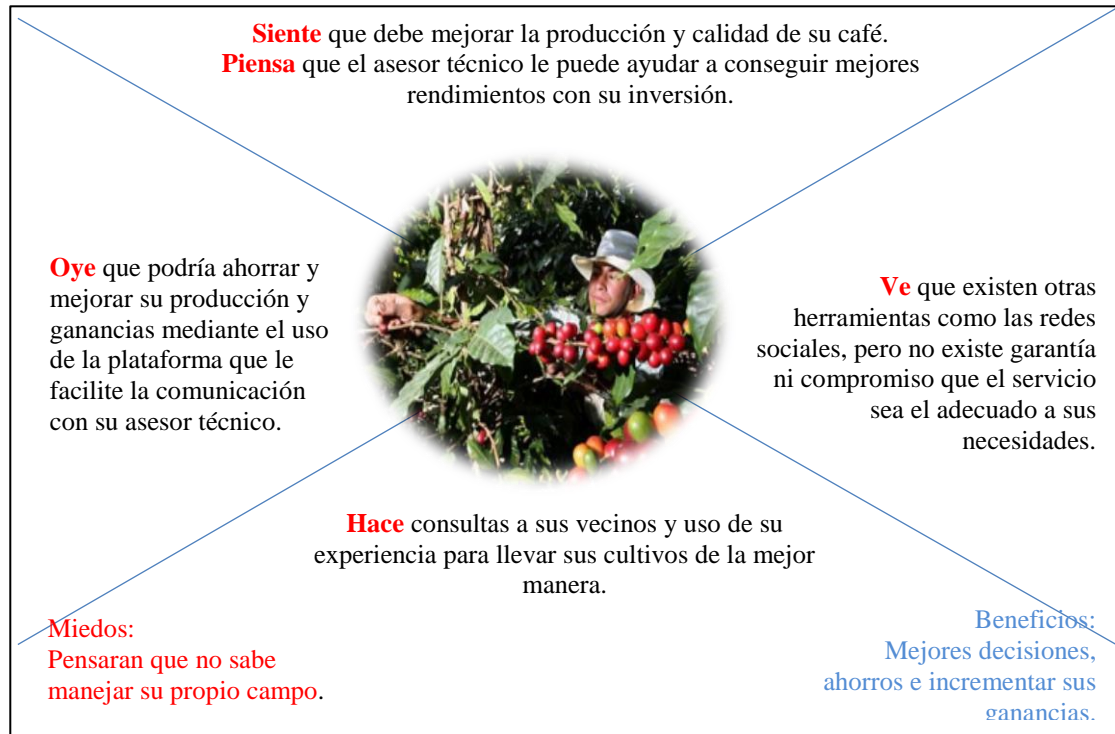 Siente que debe mejorar la producción y calidad de su café.
Piensa que el asesor técnico le puede ayudar a conseguir mejores
rendimientos con su inversión.
Oye que podría ahorrar y
mejorar su producción y
ganancias mediante el uso
de la plataforma que le
facilite la comunicación
con su asesor técnico.
Ve que existen otras
herramientas como las redes
sociales, pero no existe garantía
ni compromiso que el servicio
sea el adecuado a sus
necesidades.
Hace consultas a sus vecinos y uso de su
experiencia para llevar sus cultivos de la mejor
manera.
Miedos:
Pensaran que no sabe
manejar su propio campo.
Beneficios:
Mejores decisiones,
ahorros e incrementar sus
ganancias.